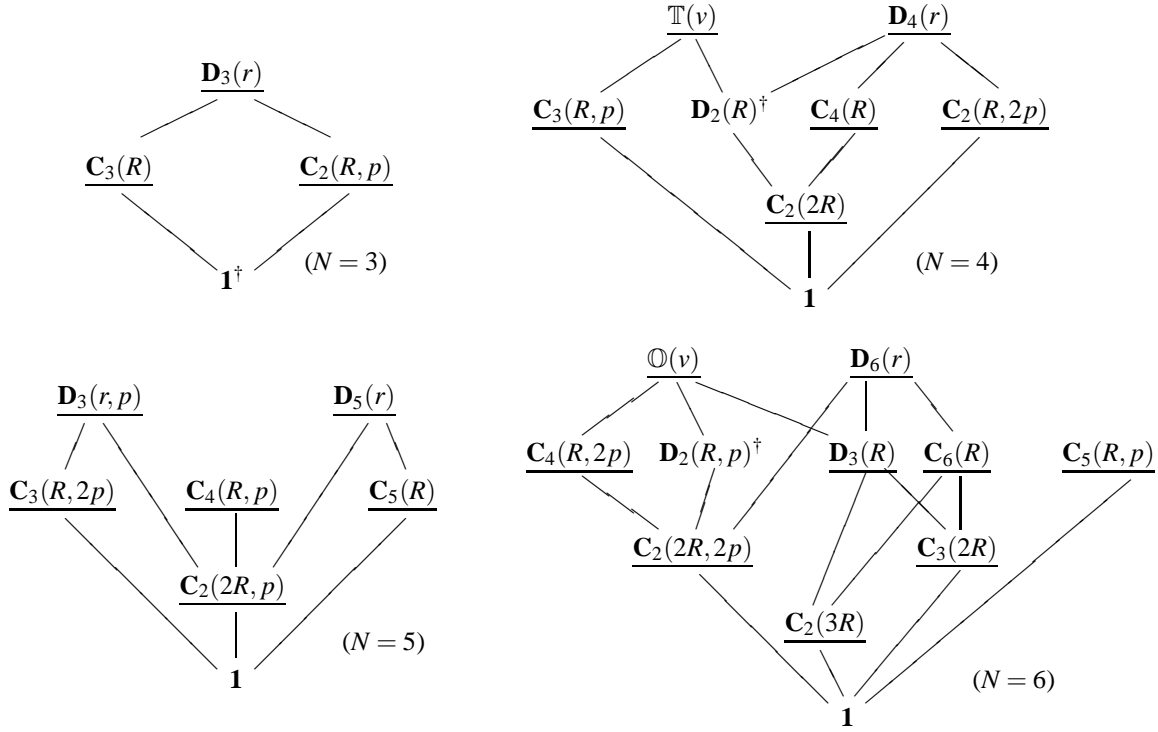 𝕋(v) 𝐃₄(r)
𝐃₃(r)
𝐂₃(R, p) 𝐃₂(R)† 𝐂₄(R) 𝐂₂(R, 2p)
𝐂₃(R) 𝐂₂(R, p)
𝐂₂(2R)
𝟏† (N = 3) (N = 4)
𝟏
𝕆(v) 𝐃₆(r)
𝐃₃(r, p) 𝐃₅(r)
𝐂₄(R, 2p) 𝐃₂(R, p)† 𝐃₃(R) 𝐂₆(R) 𝐂₅(R, p)
𝐂₃(R, 2p) 𝐂₄(R, p) 𝐂₅(R)
𝐂₂(2R, 2p) 𝐂₃(2R)
𝐂₂(2R, p)
𝐂₂(3R)
(N = 5)
𝟏 (N = 6)
𝟏